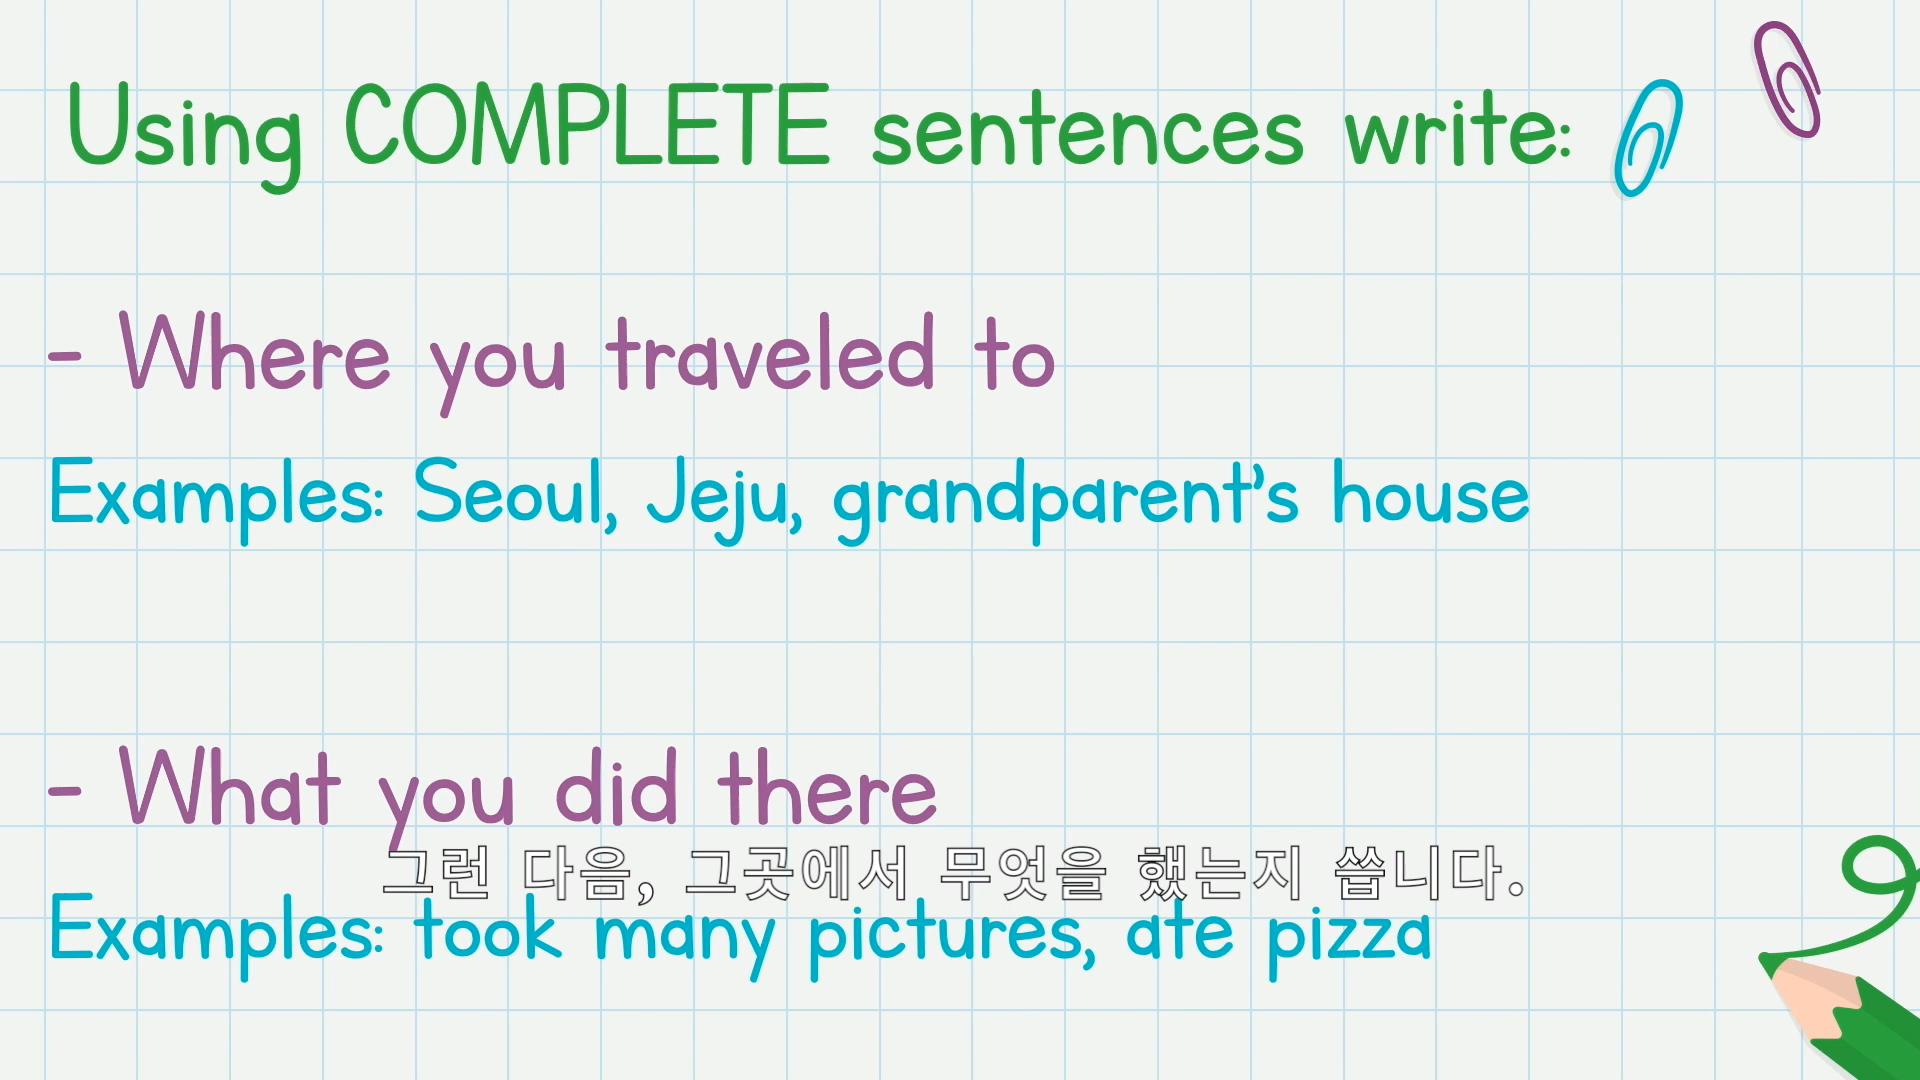 Using COMPLETE sentences write:
- Where you traveled to
Examples: Seoul, Jeju, grandparent's house
- What you did there
그런 다음, 그곳에서 무엇을 했는지 씁니다.
Examples: took many pictures, ate pizza